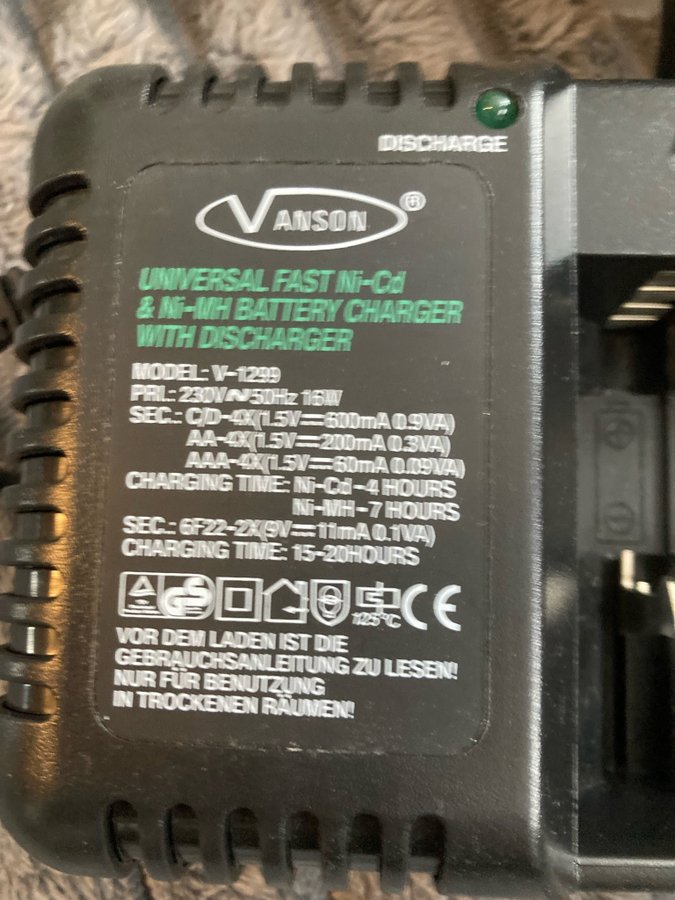 DISCHARGE
VANSON®
UNIVERSAL FAST Ni-Cd
& Ni-MH BATTERY CHARGER
WITH DISCHARGER
MODEL: V-1299
PRI.: 230V~50Hz 16W
SEC.: C/D-4X(1.5V⎓600mA 0.9VA)
AA-4X(1.5V⎓200mA 0.3VA)
AAA-4X(1.5V⎓60mA 0.09VA)
CHARGING TIME: Ni-Cd-4 HOURS
Ni-MH-7 HOURS
SEC.: 6F22-2X(9V⎓11mA 0.1VA)
CHARGING TIME: 15-20HOURS
GS CE
125°C
VOR DEM LADEN IST DIE
GEBRAUCHSANLEITUNG ZU LESEN!
NUR FÜR BENUTZUNG
IN TROCKENEN RÄUMEN!